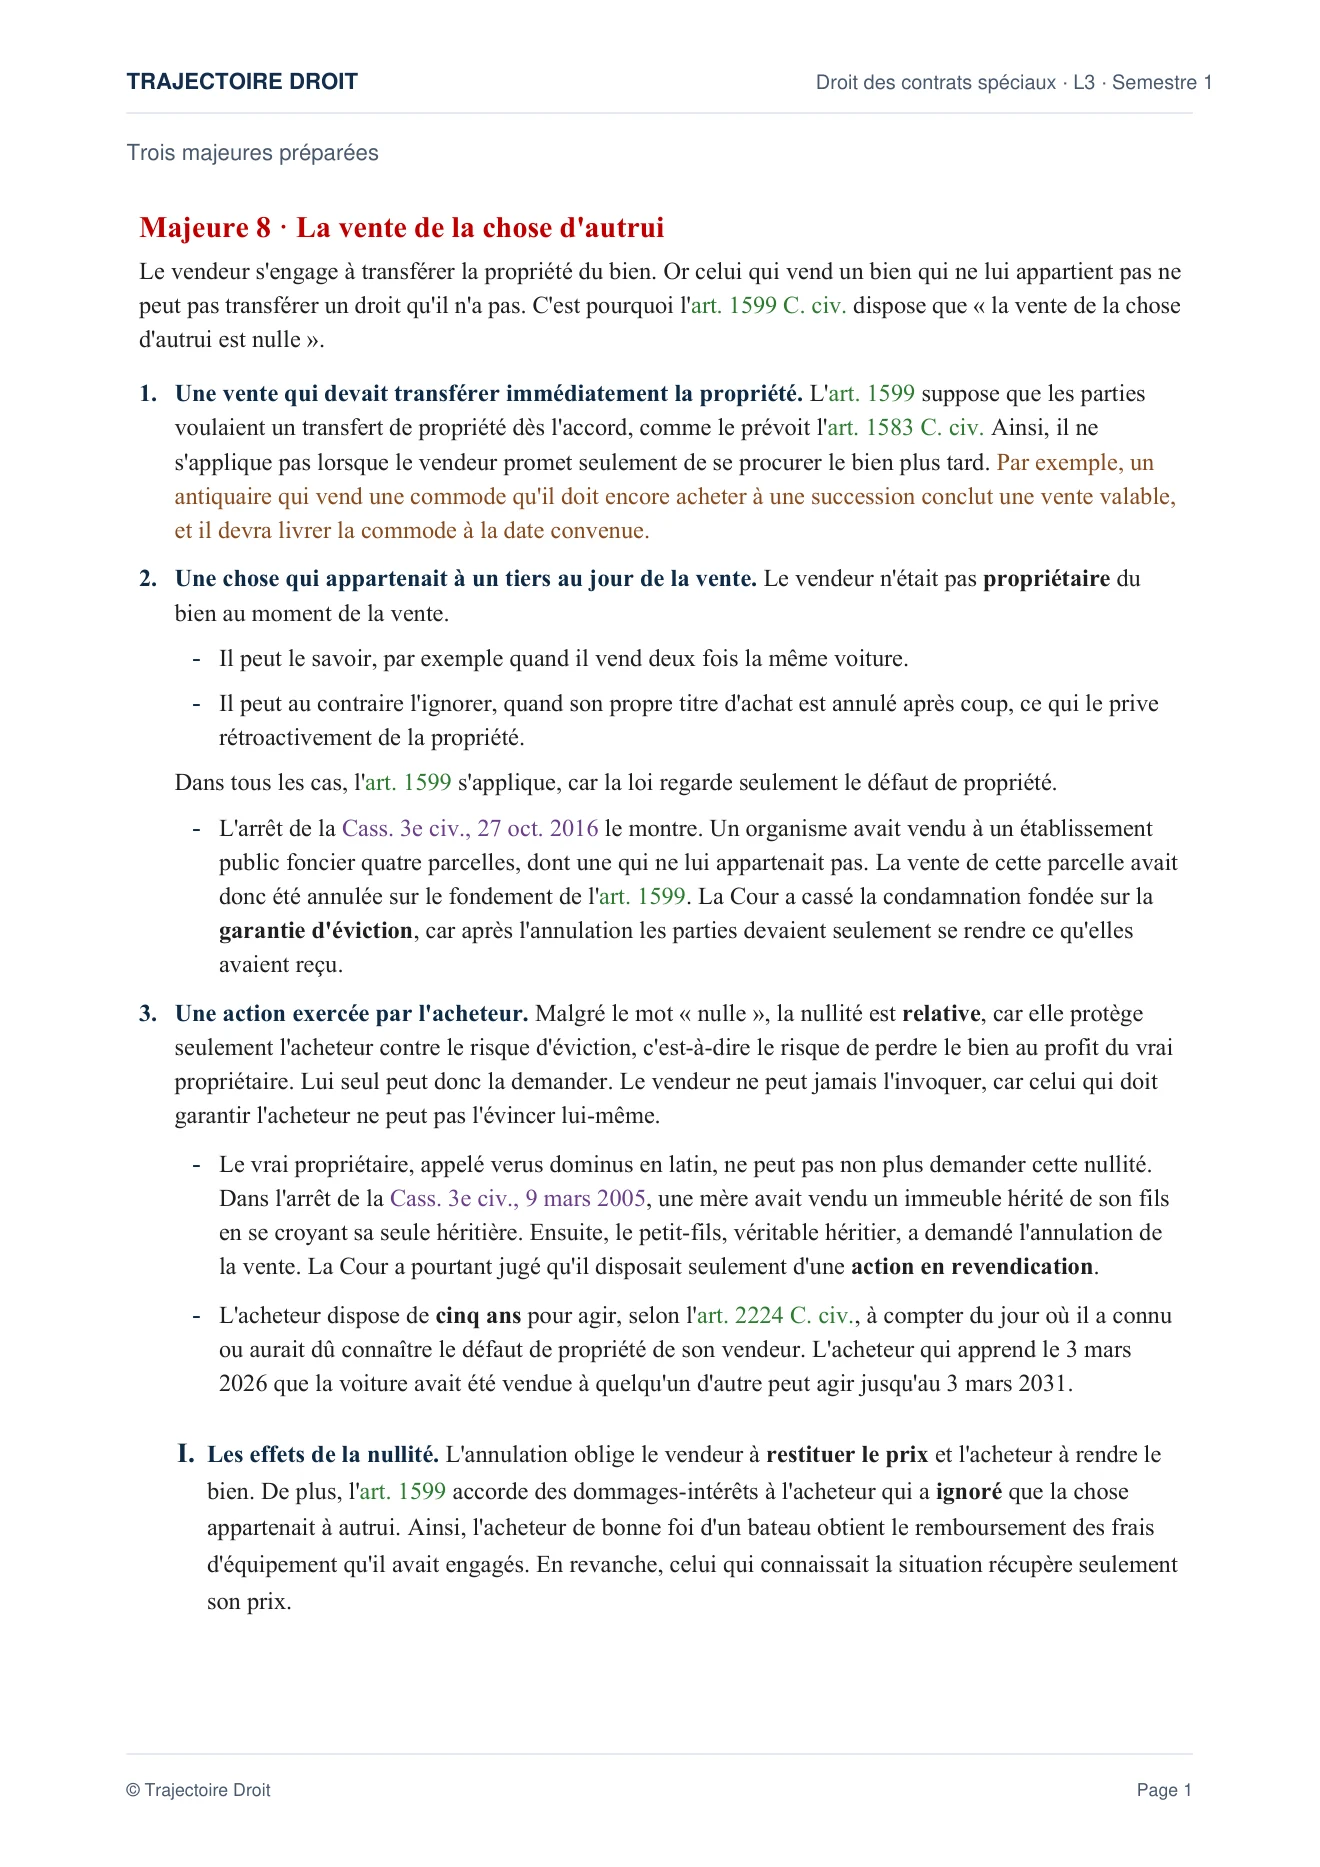 TRAJECTOIRE DROIT
Droit des contrats spéciaux · L3 · Semestre 1
Trois majeures préparées
Majeure 8 · La vente de la chose d'autrui
Le vendeur s'engage à transférer la propriété du bien. Or celui qui vend un bien qui ne lui appartient pas ne
peut pas transférer un droit qu'il n'a pas. C'est pourquoi l'art. 1599 C. civ. dispose que « la vente de la chose
d'autrui est nulle ».
1. Une vente qui devait transférer immédiatement la propriété. L'art. 1599 suppose que les parties
voulaient un transfert de propriété dès l'accord, comme le prévoit l'art. 1583 C. civ. Ainsi, il ne
s'applique pas lorsque le vendeur promet seulement de se procurer le bien plus tard. Par exemple, un
antiquaire qui vend une commode qu'il doit encore acheter à une succession conclut une vente valable,
et il devra livrer la commode à la date convenue.
2. Une chose qui appartenait à un tiers au jour de la vente. Le vendeur n'était pas propriétaire du
bien au moment de la vente.
- Il peut le savoir, par exemple quand il vend deux fois la même voiture.
- Il peut au contraire l'ignorer, quand son propre titre d'achat est annulé après coup, ce qui le prive
rétroactivement de la propriété.
Dans tous les cas, l'art. 1599 s'applique, car la loi regarde seulement le défaut de propriété.
- L'arrêt de la Cass. 3e civ., 27 oct. 2016 le montre. Un organisme avait vendu à un établissement
public foncier quatre parcelles, dont une qui ne lui appartenait pas. La vente de cette parcelle avait
donc été annulée sur le fondement de l'art. 1599. La Cour a cassé la condamnation fondée sur la
garantie d'éviction, car après l'annulation les parties devaient seulement se rendre ce qu'elles
avaient reçu.
3. Une action exercée par l'acheteur. Malgré le mot « nulle », la nullité est relative, car elle protège
seulement l'acheteur contre le risque d'éviction, c'est-à-dire le risque de perdre le bien au profit du vrai
propriétaire. Lui seul peut donc la demander. Le vendeur ne peut jamais l'invoquer, car celui qui doit
garantir l'acheteur ne peut pas l'évincer lui-même.
- Le vrai propriétaire, appelé verus dominus en latin, ne peut pas non plus demander cette nullité.
Dans l'arrêt de la Cass. 3e civ., 9 mars 2005, une mère avait vendu un immeuble hérité de son fils
en se croyant sa seule héritière. Ensuite, le petit-fils, véritable héritier, a demandé l'annulation de
la vente. La Cour a pourtant jugé qu'il disposait seulement d'une action en revendication.
- L'acheteur dispose de cinq ans pour agir, selon l'art. 2224 C. civ., à compter du jour où il a connu
ou aurait dû connaître le défaut de propriété de son vendeur. L'acheteur qui apprend le 3 mars
2026 que la voiture avait été vendue à quelqu'un d'autre peut agir jusqu'au 3 mars 2031.
I. Les effets de la nullité. L'annulation oblige le vendeur à restituer le prix et l'acheteur à rendre le
bien. De plus, l'art. 1599 accorde des dommages-intérêts à l'acheteur qui a ignoré que la chose
appartenait à autrui. Ainsi, l'acheteur de bonne foi d'un bateau obtient le remboursement des frais
d'équipement qu'il avait engagés. En revanche, celui qui connaissait la situation récupère seulement
son prix.
© Trajectoire Droit
Page 1